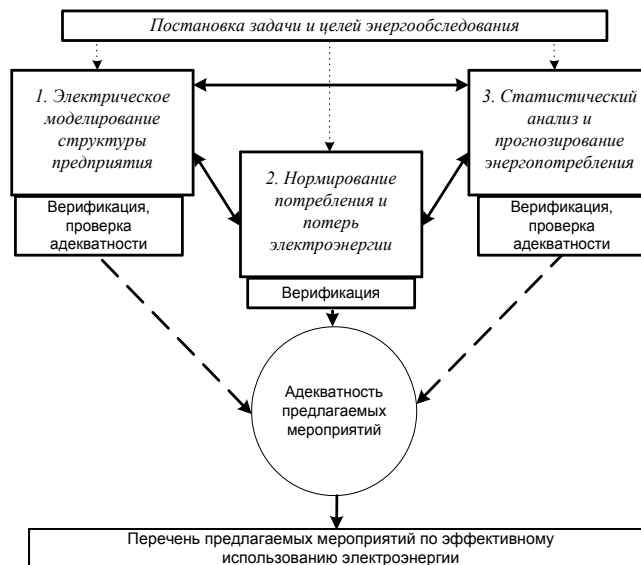 Постановка задачи и целей энергообследования
1. Электрическое
моделирование
структуры
предприятия
Верификация,
проверка
адекватности
2. Нормирование
потребления и
потерь
электроэнергии
Верификация
3. Статистический
анализ и
прогнозирование
энергопотребления
Верификация,
проверка
адекватности
Адекватность
предлагаемых
мероприятий
Перечень предлагаемых мероприятий по эффективному
использованию электроэнергии